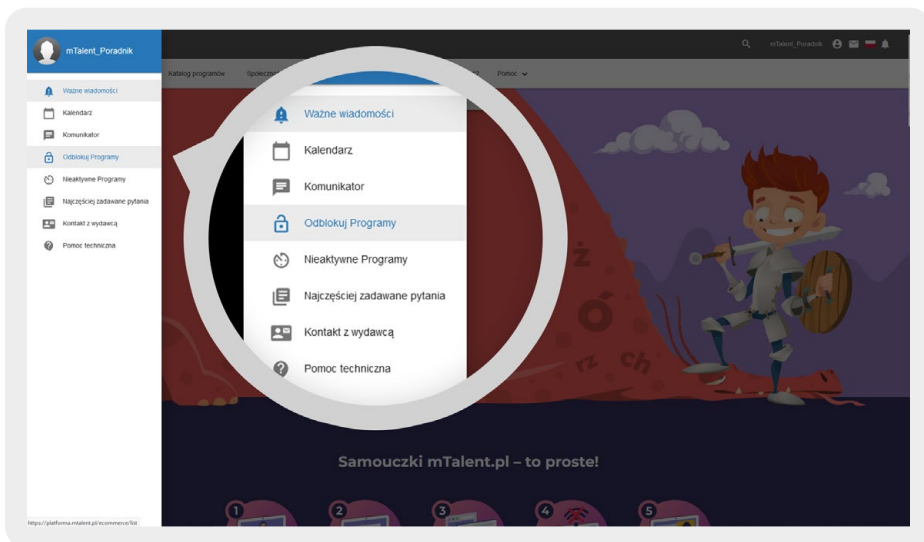 mTalent_Poradnik
mTalent_Poradnik
Katalog programów
Pomoc
Ważne wiadomości
Kalendarz
Komunikator
Odblokuj Programy
Nieaktywne Programy
Najczęściej zadawane pytania
Kontakt z wydawcą
Pomoc techniczna
Ważne wiadomości
Kalendarz
Komunikator
Odblokuj Programy
Nieaktywne Programy
Najczęściej zadawane pytania
Kontakt z wydawcą
Pomoc techniczna
ż
ó
rz ch
Samouczki mTalent.pl – to proste!
1 2 3 4 5
https://platforma.mtalent.pl/ecommerce/list